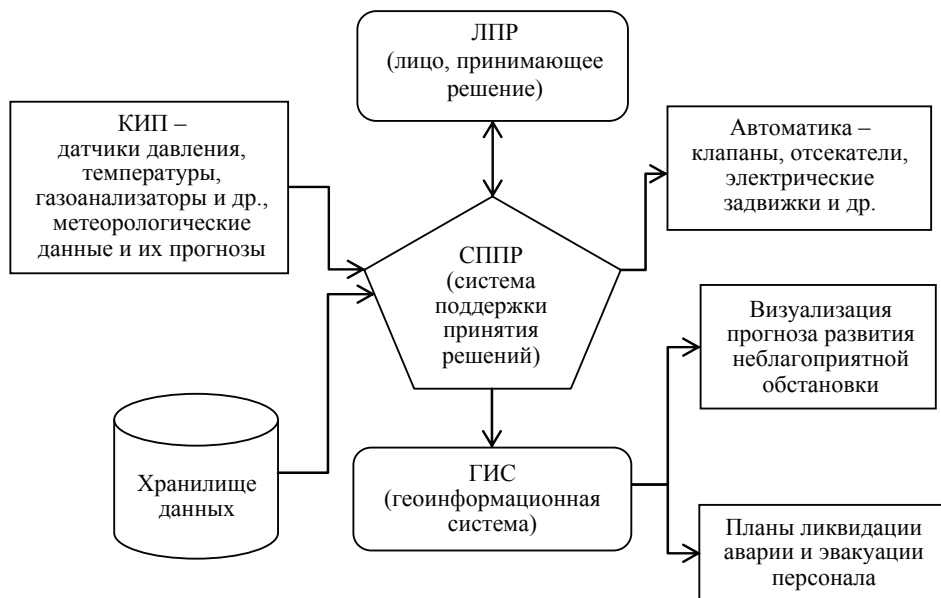 ЛПР
(лицо, принимающее
решение)
КИП –
датчики давления,
температуры,
газоанализаторы и др.,
метеорологические
данные и их прогнозы
Автоматика –
клапаны, отсекатели,
электрические
задвижки и др.
СППР
(система
поддержки
принятия
решений)
Визуализация
прогноза развития
неблагоприятной
обстановки
Хранилище
данных
ГИС
(геоинформационная
система)
Планы ликвидации
аварии и эвакуации
персонала